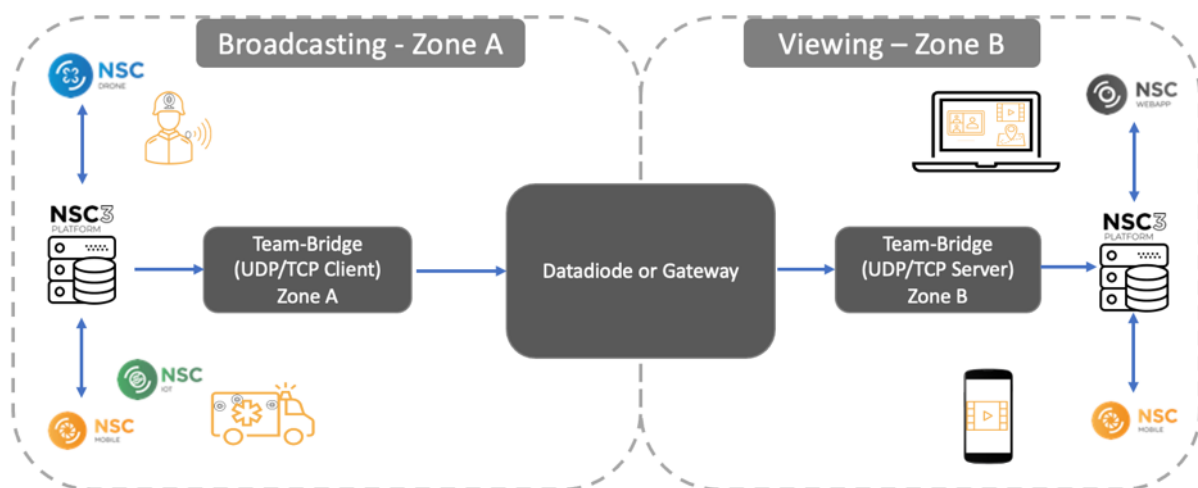 Broadcasting - Zone A
Viewing – Zone B
NSC
DRONE
NSC
WEBAPP
NSC3
PLATFORM
Team-Bridge
(UDP/TCP Client)
Zone A
Datadiode or Gateway
Team-Bridge
(UDP/TCP Server)
Zone B
NSC3
PLATFORM
NSC
IOT
NSC
MOBILE
NSC
MOBILE